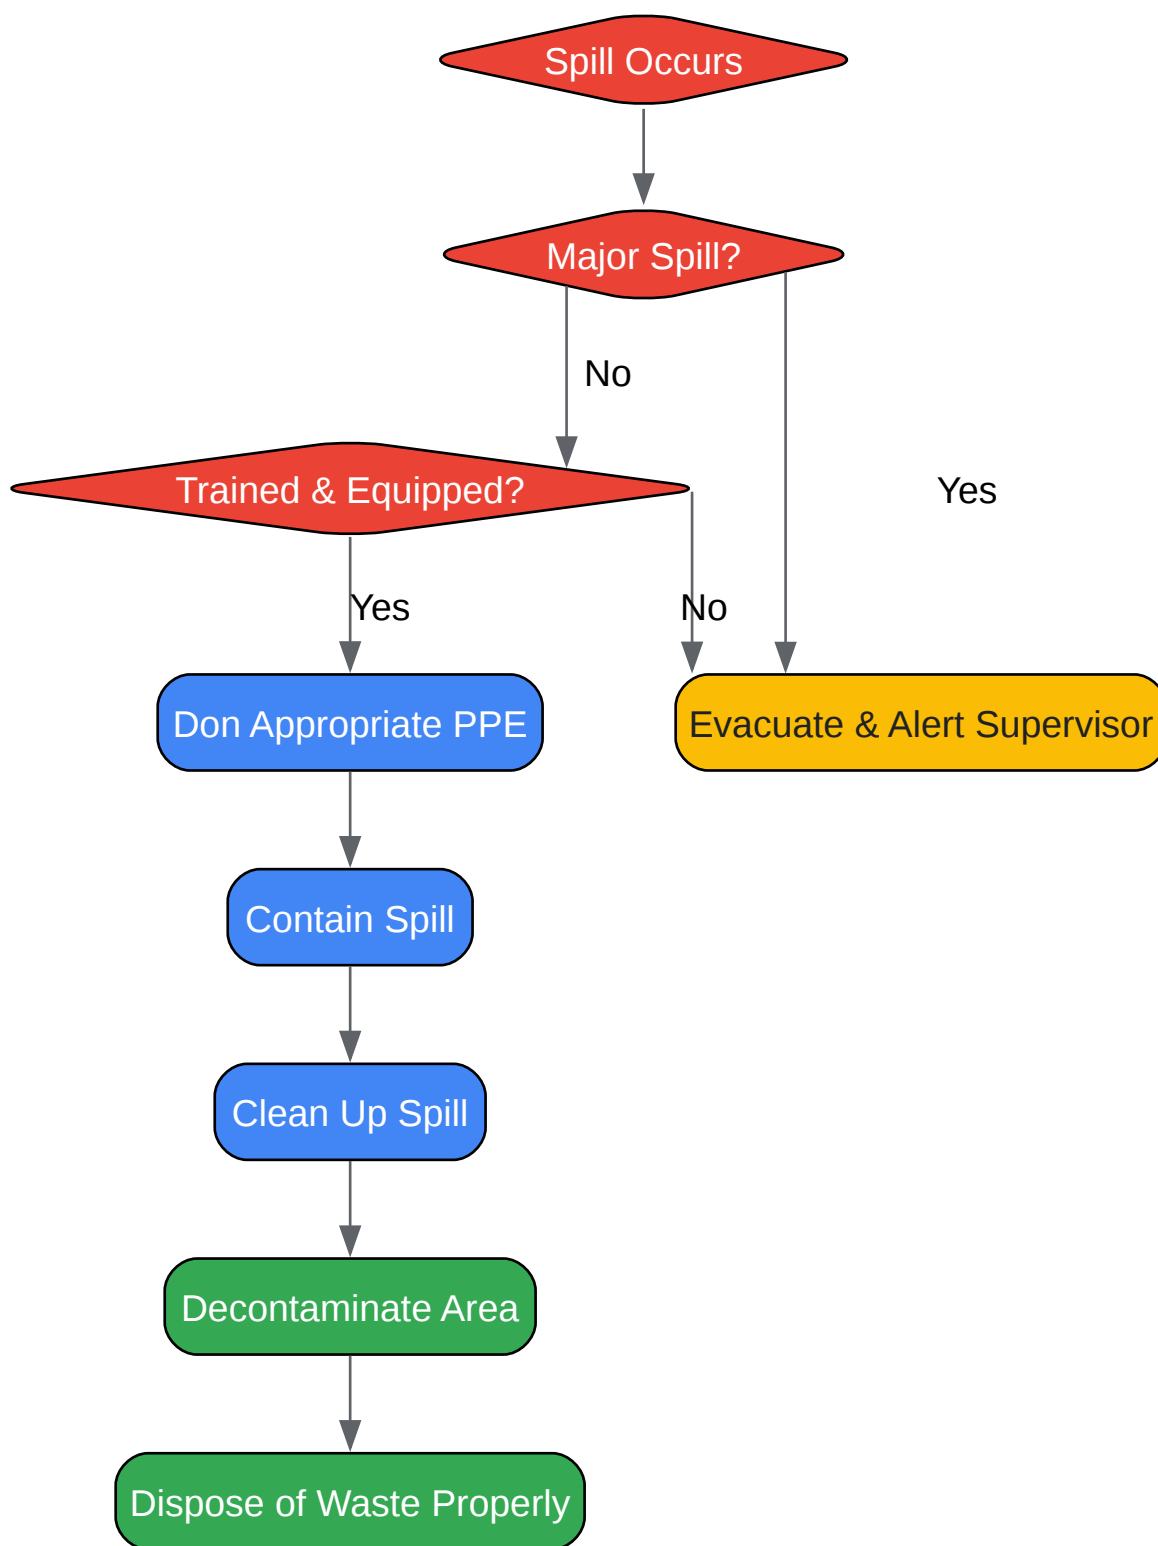 Spill Occurs
Major Spill?
No
Trained & Equipped?
Yes
Yes
No
Don Appropriate PPE
Evacuate & Alert Supervisor
Contain Spill
Clean Up Spill
Decontaminate Area
Dispose of Waste Properly